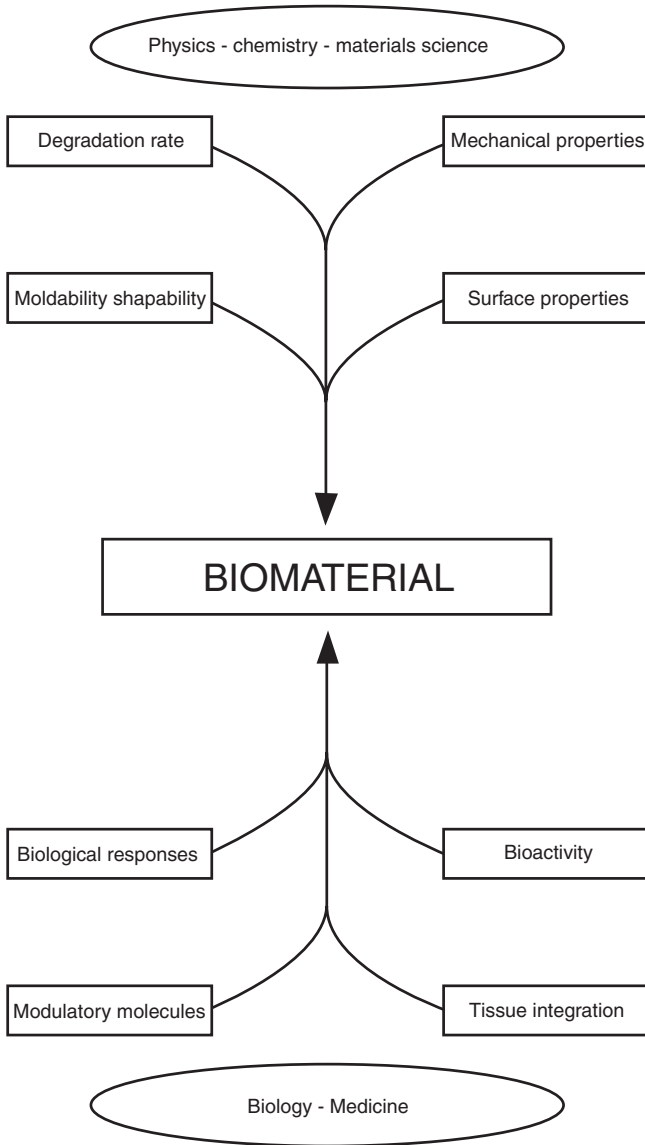 Physics - chemistry - materials science
Degradation rate
Mechanical properties
Moldability shapability
Surface properties
BIOMATERIAL
Biological responses
Bioactivity
Modulatory molecules
Tissue integration
Biology - Medicine